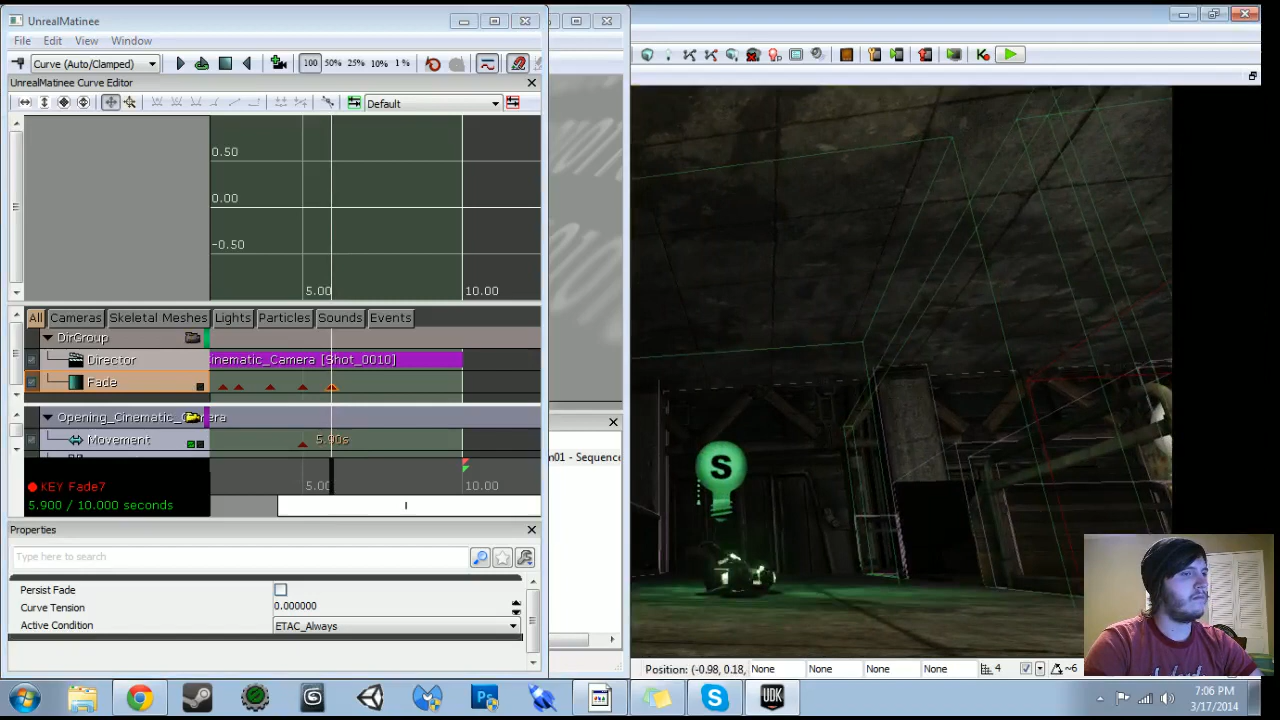 UnrealMatinee
File Edit View Window
Curve (Auto/Clamped) 100 50% 25% 10% 1 %
UnrealMatinee Curve Editor
Default
0.50
0.00
-0.50
5.00 10.00
All Cameras Skeletal Meshes Lights Particles Sounds Events
DirGroup
Director
inematic_Camera [Shot_0010]
Fade
Opening_Cinematic_Camera
Movement 5.90s
KEY Fade7
5.900 / 10.000 seconds
5.00 10.00
m01 - Sequence
Properties
Type here to search
Persist Fade
Curve Tension 0.000000
Active Condition ETAC_Always
S
Position: (-0.98, 0.18, None None None None 4 ~6
UDK
7:06 PM
3/17/2014